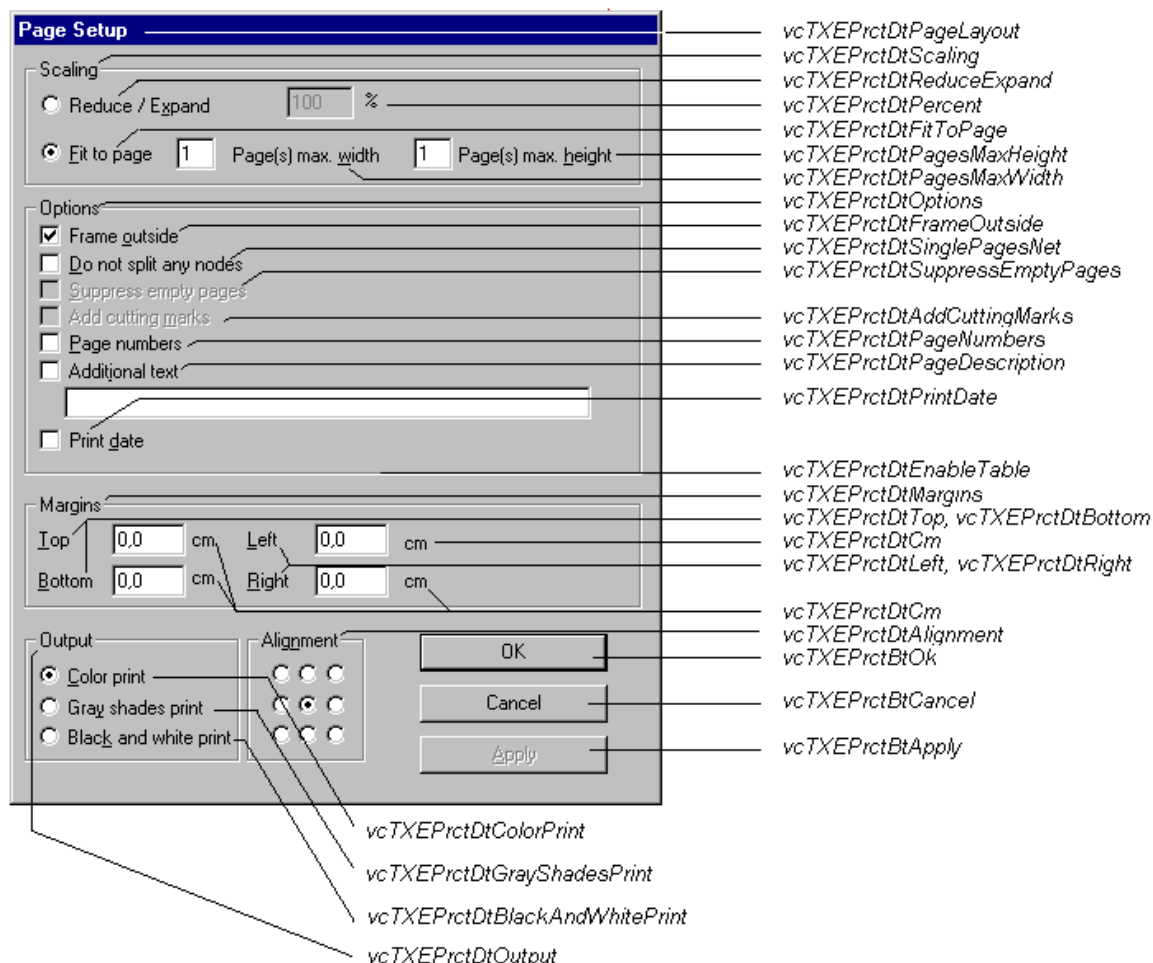 Page Setup
vcTXEPrctDtPageLayout
Scaling
vcTXEPrctDtScaling
vcTXEPrctDtReduceExpand
Reduce / Expand 100 %
vcTXEPrctDtPercent
vcTXEPrctDtFitToPage
Fit to page 1 Page(s) max. width 1 Page(s) max. height
vcTXEPrctDtPagesMaxHeight
vcTXEPrctDtPagesMaxWidth
Options
vcTXEPrctDtOptions
Frame outside
vcTXEPrctDtFrameOutside
Do not split any nodes
vcTXEPrctDtSinglePagesNet
Suppress empty pages
vcTXEPrctDtSuppressEmptyPages
Add cutting marks
vcTXEPrctDtAddCuttingMarks
Page numbers
vcTXEPrctDtPageNumbers
Additional text
vcTXEPrctDtPageDescription
vcTXEPrctDtPrintDate
Print date
vcTXEPrctDtEnableTable
Margins
vcTXEPrctDtMargins
vcTXEPrctDtTop, vcTXEPrctDtBottom
Top 0,0 cm Left 0,0 cm
vcTXEPrctDtCm
vcTXEPrctDtLeft, vcTXEPrctDtRight
Bottom 0,0 cm Right 0,0 cm
vcTXEPrctDtCm
Output Alignment
vcTXEPrctDtAlignment
OK
vcTXEPrctBtOk
Color print
Cancel
vcTXEPrctBtCancel
Gray shades print
Black and white print
Apply
vcTXEPrctBtApply
vcTXEPrctDtColorPrint
vcTXEPrctDtGrayShadesPrint
vcTXEPrctDtBlackAndWhitePrint
vcTXEPrctDtOutput